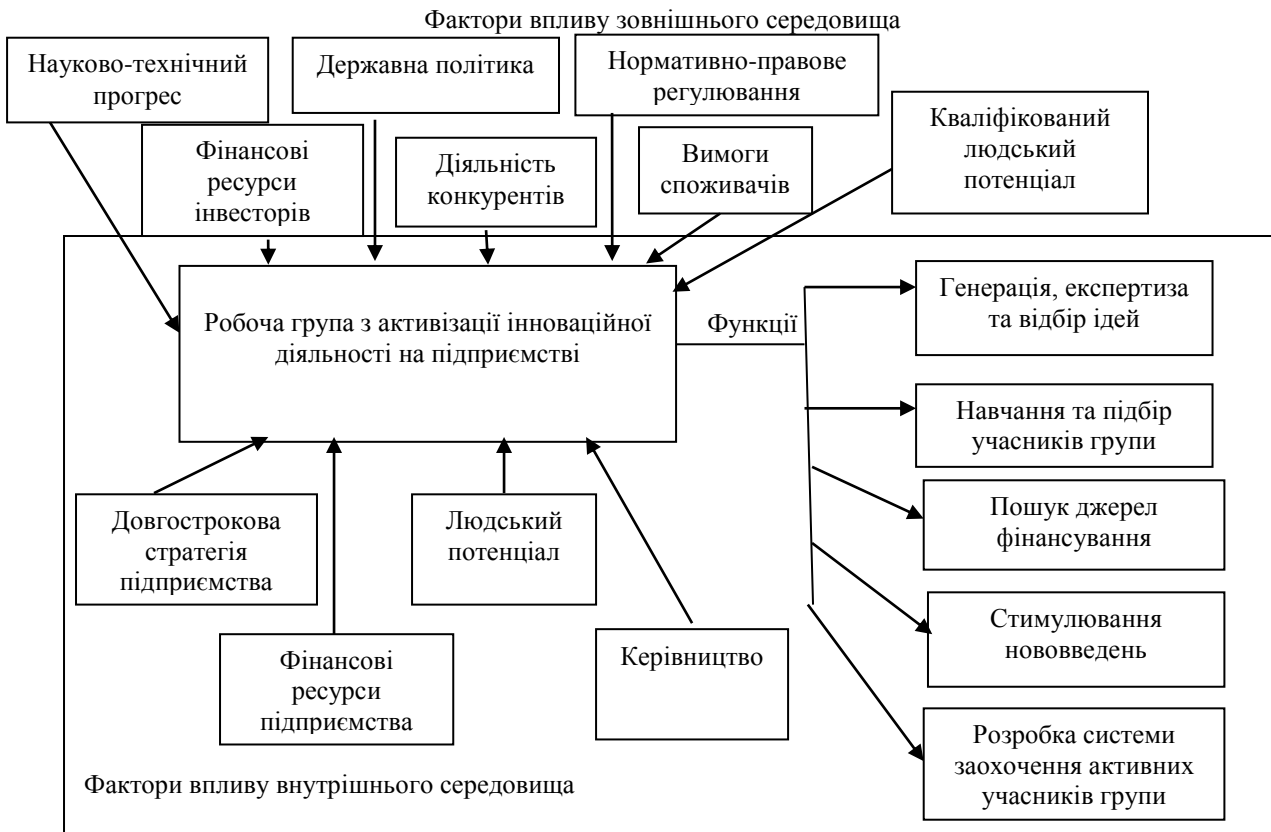 Фактори впливу зовнішнього середовища
Науково-технічний
прогрес
Державна політика
Нормативно-правове
регулювання
Кваліфікований
людський
потенціал
Фінансові
ресурси
інвесторів
Діяльність
конкурентів
Вимоги
споживачів
Робоча група з активізації інноваційної
діяльності на підприємстві
Функції
Генерація, експертиза
та відбір ідей
Навчання та підбір
учасників групи
Пошук джерел
фінансування
Стимулювання
нововведень
Розробка системи
заохочення активних
учасників групи
Довгострокова
стратегія
підприємства
Людський
потенціал
Фінансові
ресурси
підприємства
Керівництво
Фактори впливу внутрішнього середовища